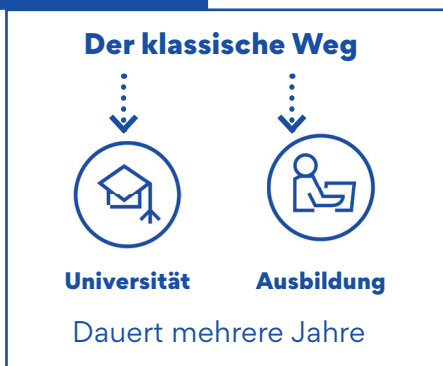 Der klassische Weg
Universität Ausbildung
Dauert mehrere Jahre